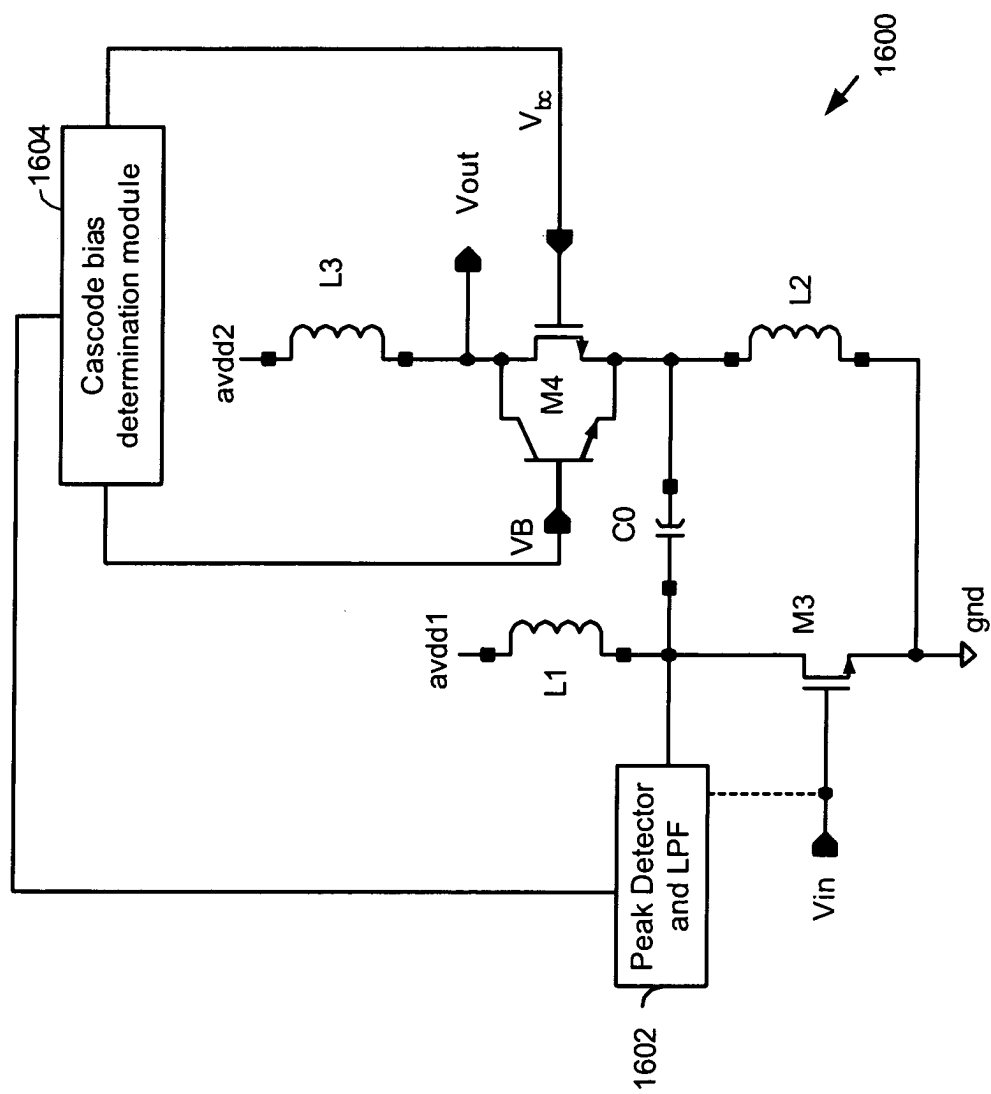 1604
Cascode bias
determination module
avdd2
L3
Vout
Vbc
M4
VB
C0
L2
avdd1
L1
M3
gnd
Peak Detector
and LPF
Vin
1602
1600